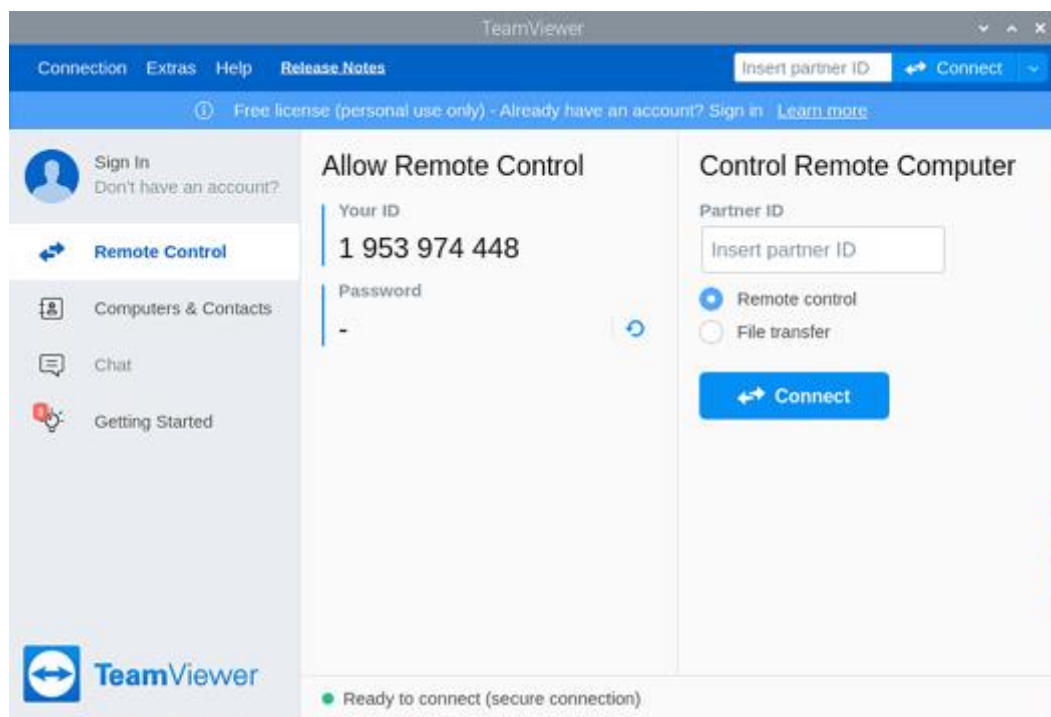 TeamViewer
Connection Extras Help Release Notes Insert partner ID Connect
Free license (personal use only) - Already have an account? Sign in Learn more
Sign In
Don't have an account?
Remote Control
Computers & Contacts
Chat
Getting Started
TeamViewer
Allow Remote Control
Your ID
1 953 974 448
Password
-
Ready to connect (secure connection)
Control Remote Computer
Partner ID
Insert partner ID
Remote control
File transfer
Connect